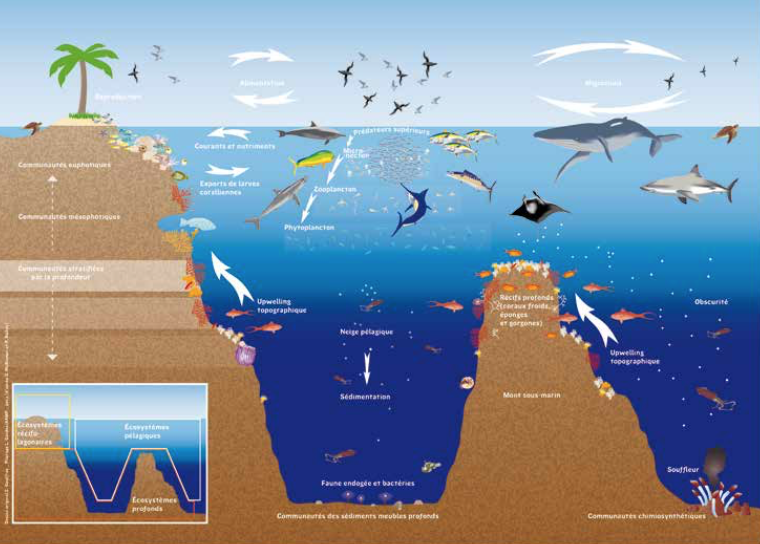 Reproduction
Alimentation
Migrations
Prédateurs supérieurs
Courants et nutriments
Micro-
necton
Communautés euphotiques
Exports de larves
coralliennes
Zooplancton
Communautés mésophotiques
Phytoplancton
Communautés stratifiées
par la profondeur
Récifs profonds
(coraux froids,
éponges
et gorgones)
Upwelling
topographique
Obscurité
Neige pélagique
Upwelling
topographique
Sédimentation
Mont sous-marin
Écosystèmes
récifo-
lagonaires
Écosystèmes
pélagiques
Souffleur
Faune endogée et bactéries
Écosystèmes
profonds
Communautés des sédiments meubles profonds
Communautés chimiosynthétiques